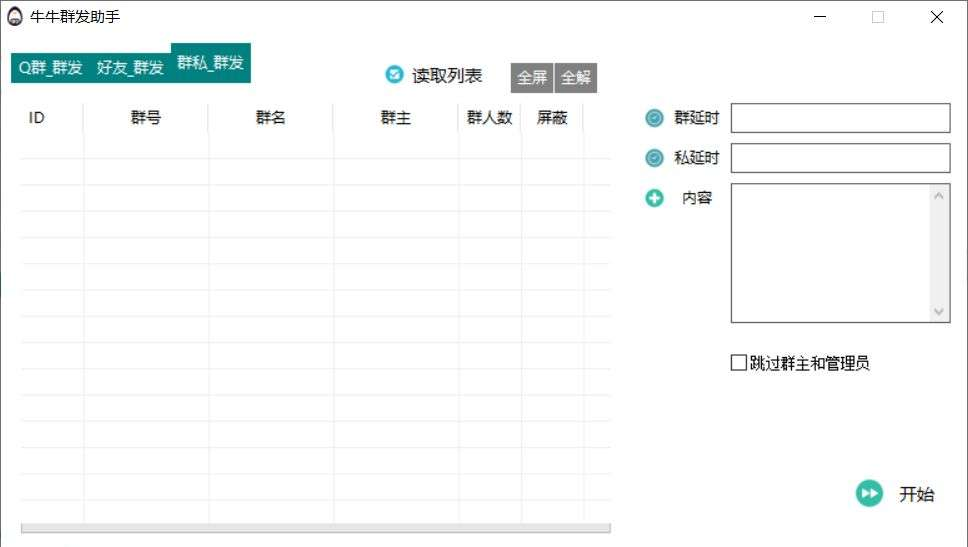 牛牛群发助手
Q群_群发 好友_群发 群私_群发
读取列表 全屏 全解
ID 群号 群名 群主 群人数 屏蔽
群延时
私延时
内容
跳过群主和管理员
开始